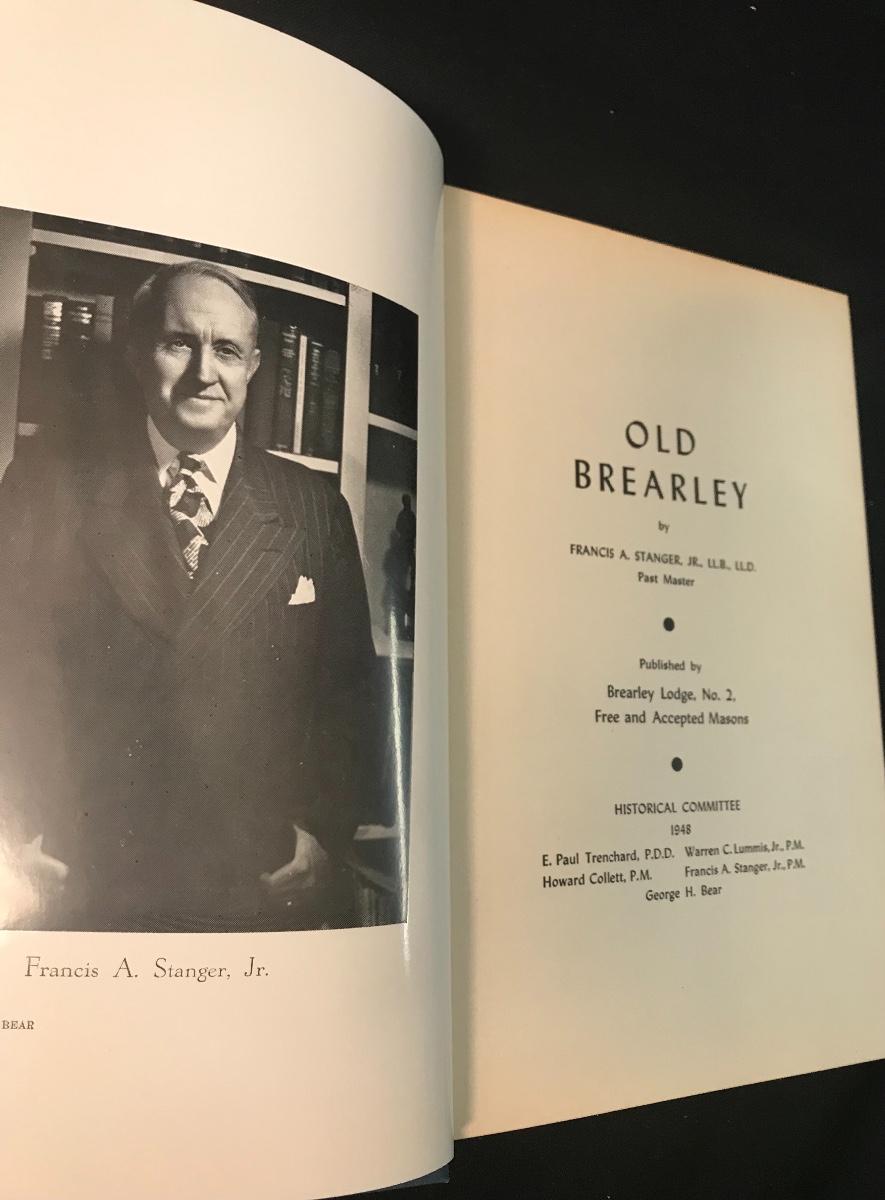 Francis A. Stanger, Jr.
BEAR
OLD
BREARLEY
by
FRANCIS A. STANGER, JR., LL.B., LL.D.
Past Master
Published by
Brearley Lodge, No. 2,
Free and Accepted Masons
HISTORICAL COMMITTEE
1948
E. Paul Trenchard, P.D.D. Warren C. Lummis, Jr., P.M.
Howard Collett, P.M. Francis A. Stanger, Jr., P.M.
George H. Bear